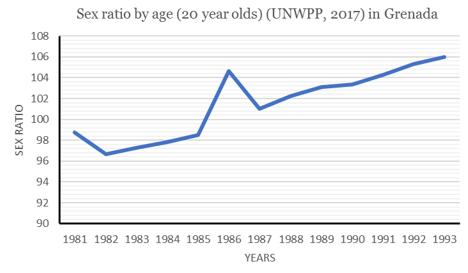 Sex ratio by age (20 year olds) (UNWPP, 2017) in Grenada
108
106
104
102
100
98
96
94
92
90
SEX RATIO
1981 1982 1983 1984 1985 1986 1987 1988 1989 1990 1991 1992 1993
YEARS